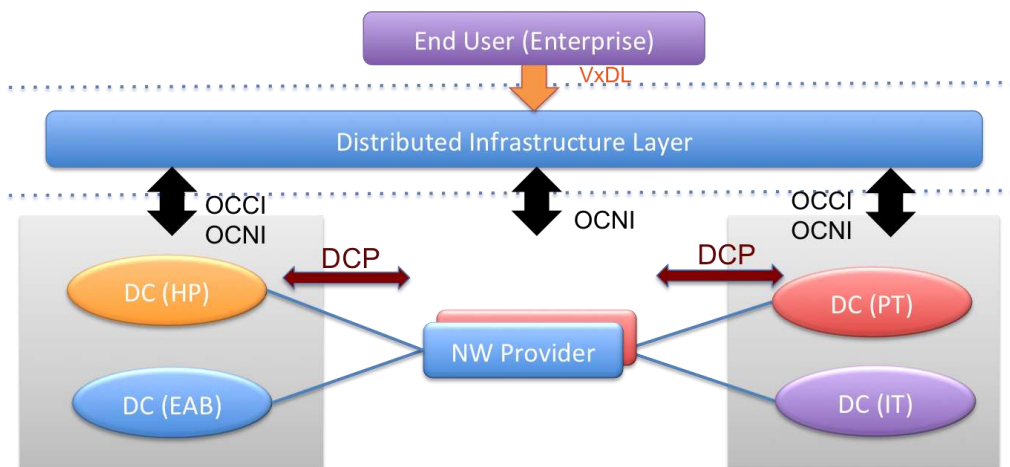 End User (Enterprise)
VxDL
Distributed Infrastructure Layer
OCCI
OCNI
OCNI
OCCI
OCNI
DCP
DCP
DC (HP)
DC (PT)
NW Provider
DC (EAB)
DC (IT)